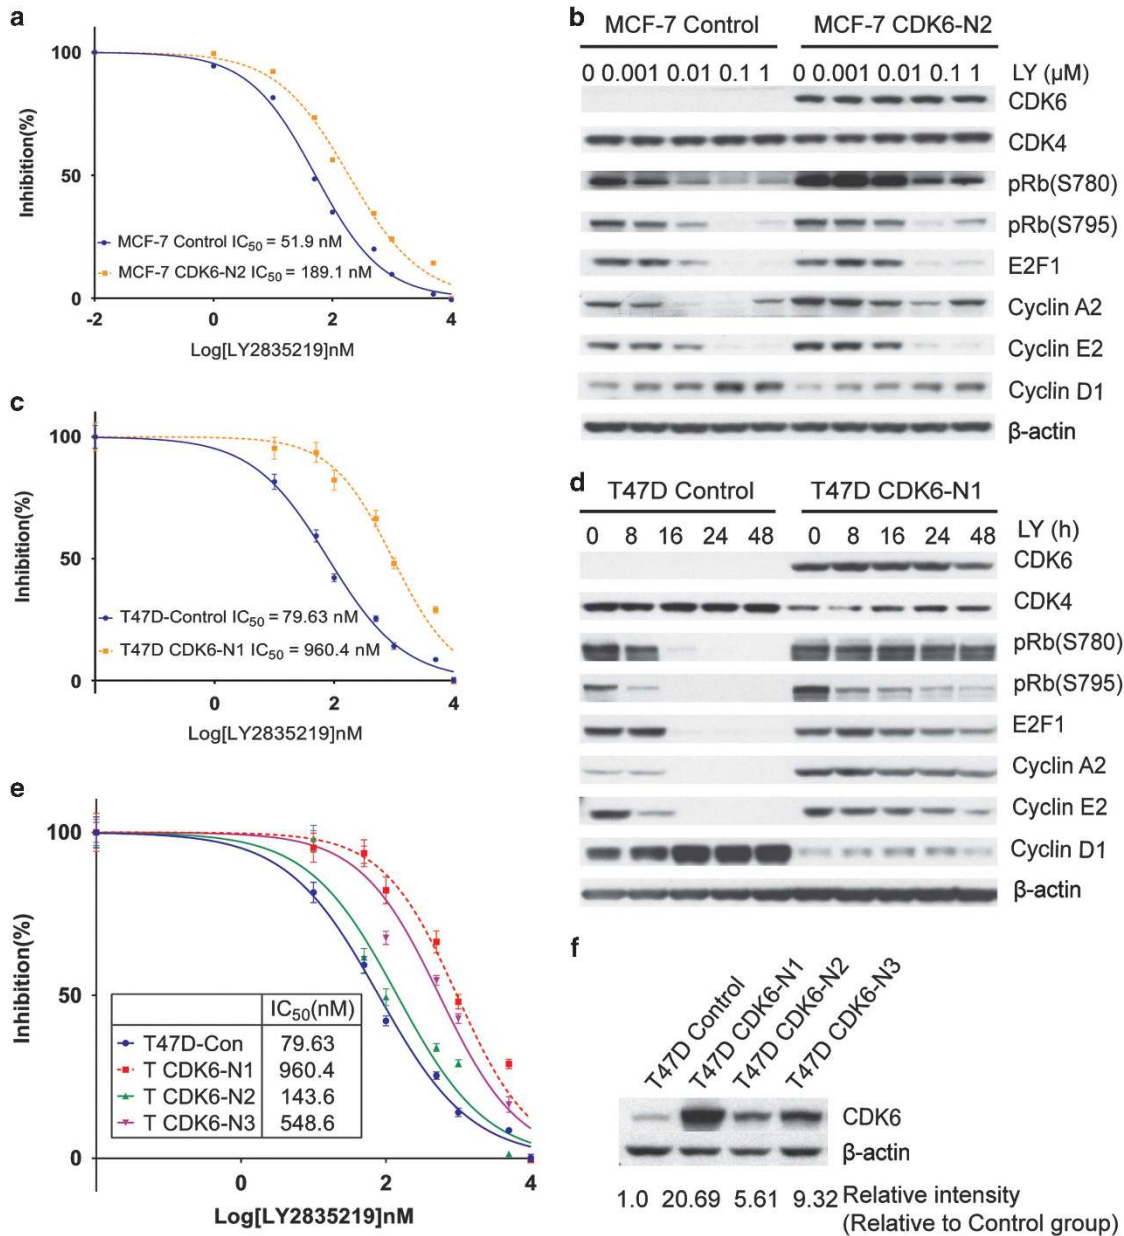 a
100
50
0
-2
0
2
4
Inhibition(%)
Log[LY2835219]nM
MCF-7 Control IC50 = 51.9 nM
MCF-7 CDK6-N2 IC50 = 189.1 nM
b
MCF-7 Control MCF-7 CDK6-N2
0 0.001 0.01 0.1 1 0 0.001 0.01 0.1 1 LY (µM)
CDK6
CDK4
pRb(S780)
pRb(S795)
E2F1
Cyclin A2
Cyclin E2
Cyclin D1
β-actin
c
100
50
0
0
2
4
Inhibition(%)
Log[LY2835219]nM
T47D-Control IC50 = 79.63 nM
T47D CDK6-N1 IC50 = 960.4 nM
d
T47D Control T47D CDK6-N1
0 8 16 24 48 0 8 16 24 48 LY (h)
CDK6
CDK4
pRb(S780)
pRb(S795)
E2F1
Cyclin A2
Cyclin E2
Cyclin D1
β-actin
e
100
50
0
0
2
4
Inhibition(%)
Log[LY2835219]nM
IC50(nM)
T47D-Con 79.63
T CDK6-N1 960.4
T CDK6-N2 143.6
T CDK6-N3 548.6
f
T47D Control
T47D CDK6-N1
T47D CDK6-N2
T47D CDK6-N3
CDK6
β-actin
1.0 20.69 5.61 9.32 Relative intensity
(Relative to Control group)